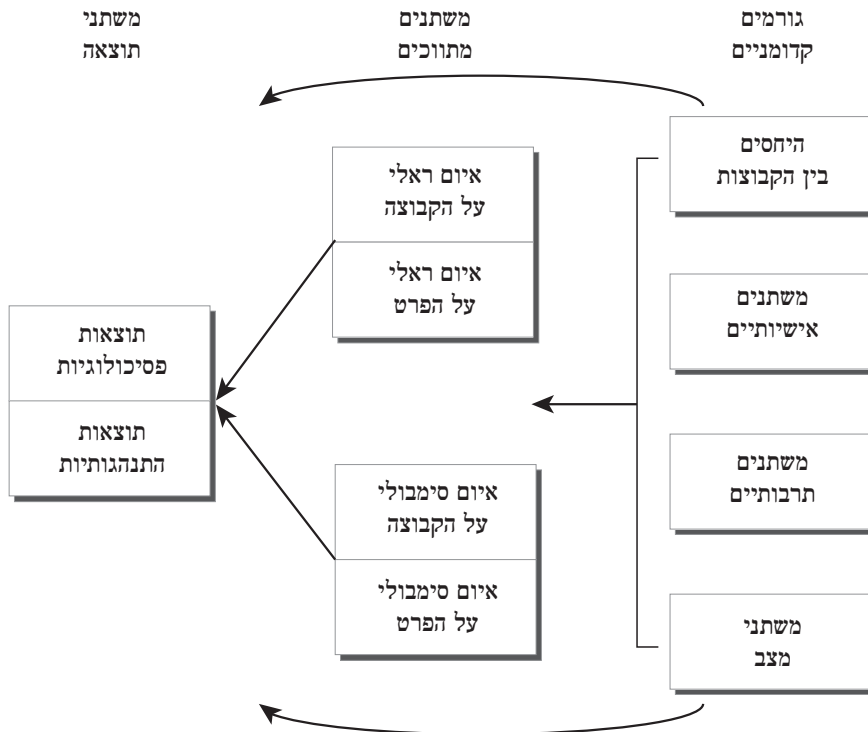 גורמים
קדומניים
משתנים
מתווכים
משתני
תוצאה
היחסים
בין הקבוצות
משתנים
אישיותיים
משתנים
תרבותיים
משתני
מצב
איום ראלי
על הקבוצה
איום ראלי
על הפרט
איום סימבולי
על הקבוצה
איום סימבולי
על הפרט
תוצאות
פסיכולוגיות
תוצאות
התנהגותיות